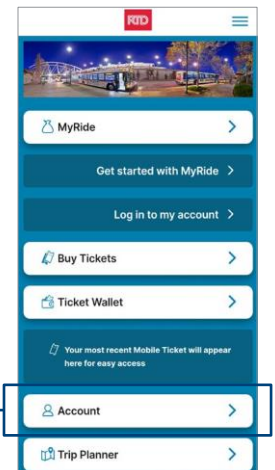 RTD
MyRide
Get started with MyRide
Log in to my account
Buy Tickets
Ticket Wallet
Your most recent Mobile Ticket will appear
here for easy access
Account
Trip Planner